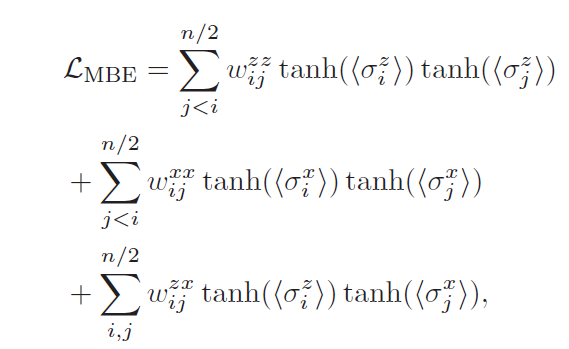 $\mathcal{L}_{\mathrm{MBE}} = \sum_{j<i}^{n/2} w_{ij}^{zz} \tanh(\langle \sigma_i^z \rangle) \tanh(\langle \sigma_j^z \rangle)$
$+ \sum_{j<i}^{n/2} w_{ij}^{xx} \tanh(\langle \sigma_i^x \rangle) \tanh(\langle \sigma_j^x \rangle)$
$+ \sum_{i,j}^{n/2} w_{ij}^{zx} \tanh(\langle \sigma_i^z \rangle) \tanh(\langle \sigma_j^x \rangle),$